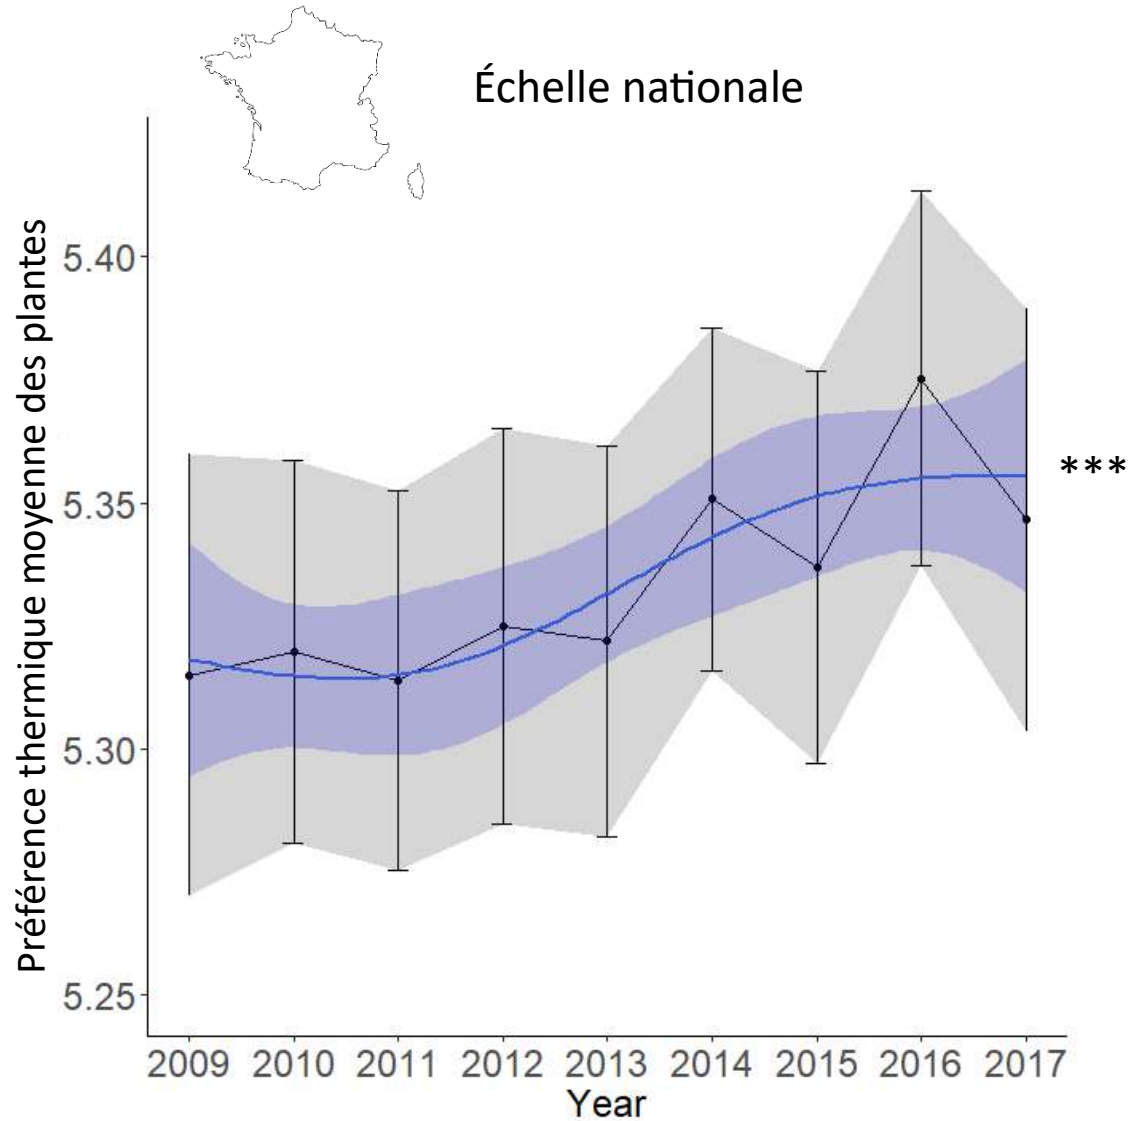 Échelle nationale
Préférence thermique moyenne des plantes
5.40
5.35
5.30
5.25
***
2009 2010 2011 2012 2013 2014 2015 2016 2017
Year